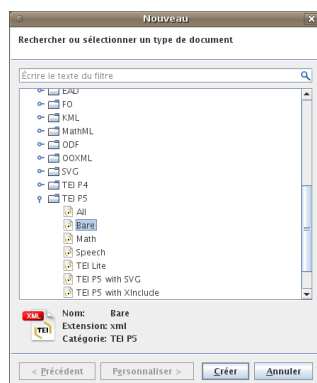 Nouveau
Rechercher ou sélectionner un type de document
Écrire le texte du filtre
EAD
FO
KML
MathML
ODF
OOXML
SVG
TEI P4
TEI P5
All
Bare
Math
Speech
TEI Lite
TEI P5 with SVG
TEI P5 with XInclude
XML
TEI
Nom: Bare
Extension: xml
Catégorie: TEI P5
< Précédent
Personnaliser >
Créer
Annuler